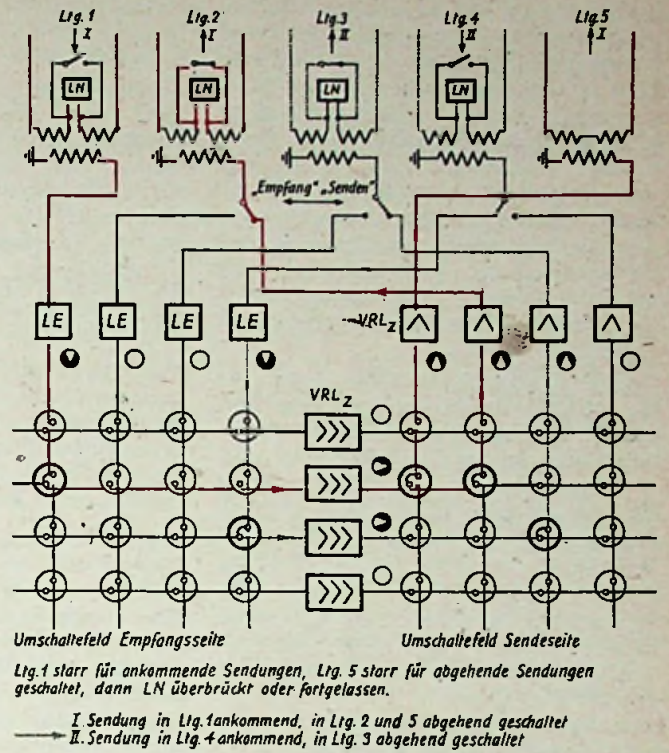 Ltg. 1 Ltg. 2 Ltg. 3 Ltg. 4 Ltg. 5
I I II II I
LN LN LN LN
„Empfang“ „Senden“
LE LE LE LE VRLz
VRLz
Umschaltefeld Empfangsseite Umschaltefeld Sendeseite
Ltg. 1 starr für ankommende Sendungen, Ltg. 5 starr für abgehende Sendungen
geschaltet, dann LN überbrückt oder fortgelassen.
I. Sendung in Ltg. 1 ankommend, in Ltg. 2 und 5 abgehend geschaltet
II. Sendung in Ltg. 4 ankommend, in Ltg. 3 abgehend geschaltet